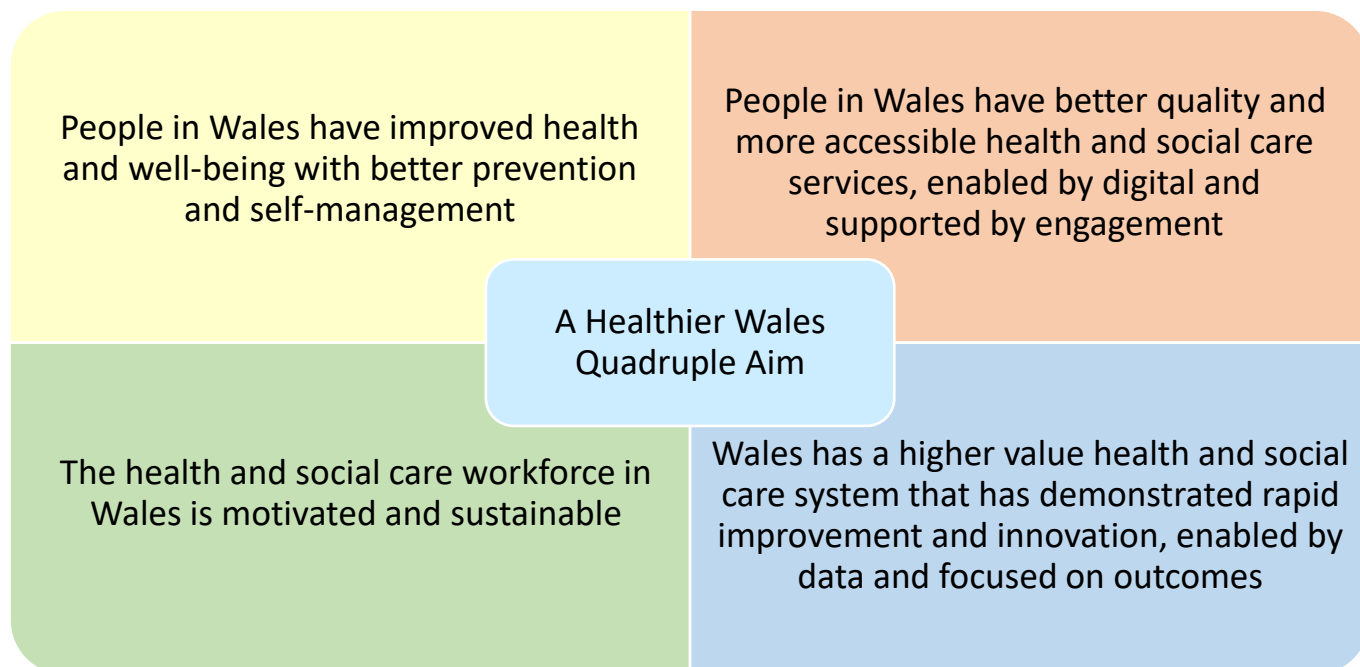 People in Wales have improved health
and well-being with better prevention
and self-management
People in Wales have better quality and
more accessible health and social care
services, enabled by digital and
supported by engagement
A Healthier Wales
Quadruple Aim
The health and social care workforce in
Wales is motivated and sustainable
Wales has a higher value health and social
care system that has demonstrated rapid
improvement and innovation, enabled by
data and focused on outcomes